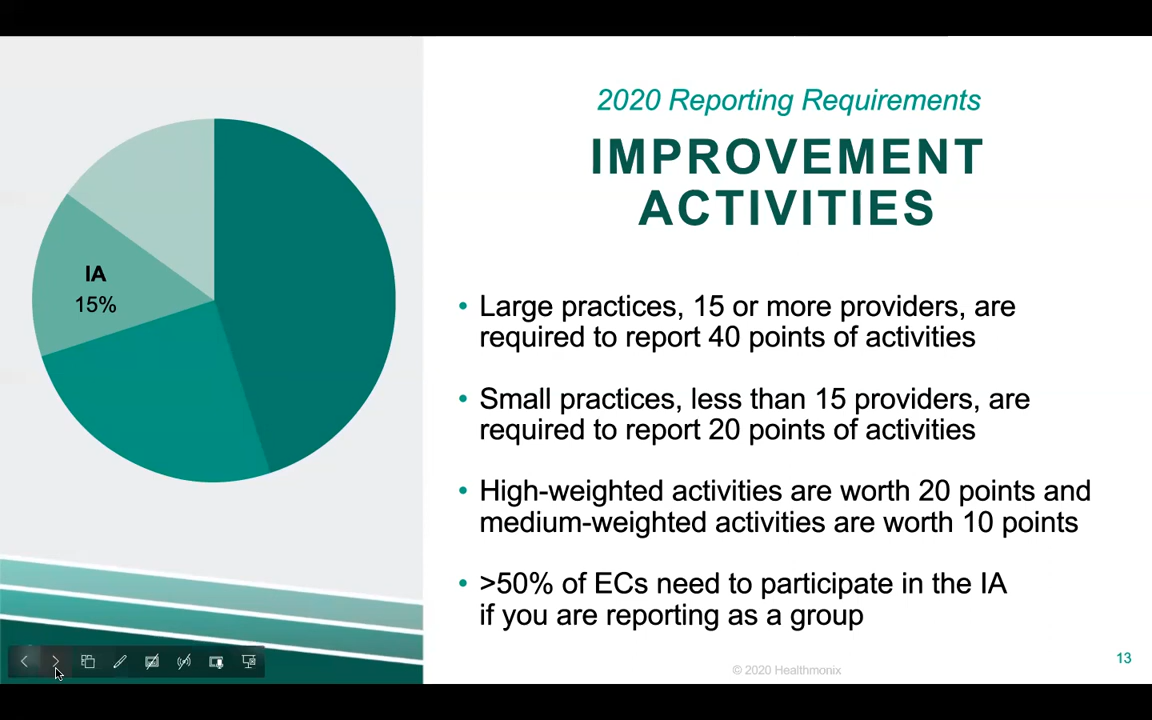 2020 Reporting Requirements
IMPROVEMENT
ACTIVITIES
IA
15%
• Large practices, 15 or more providers, are
required to report 40 points of activities
• Small practices, less than 15 providers, are
required to report 20 points of activities
• High-weighted activities are worth 20 points and
medium-weighted activities are worth 10 points
• >50% of ECs need to participate in the IA
if you are reporting as a group
© 2020 Healthmonix
13